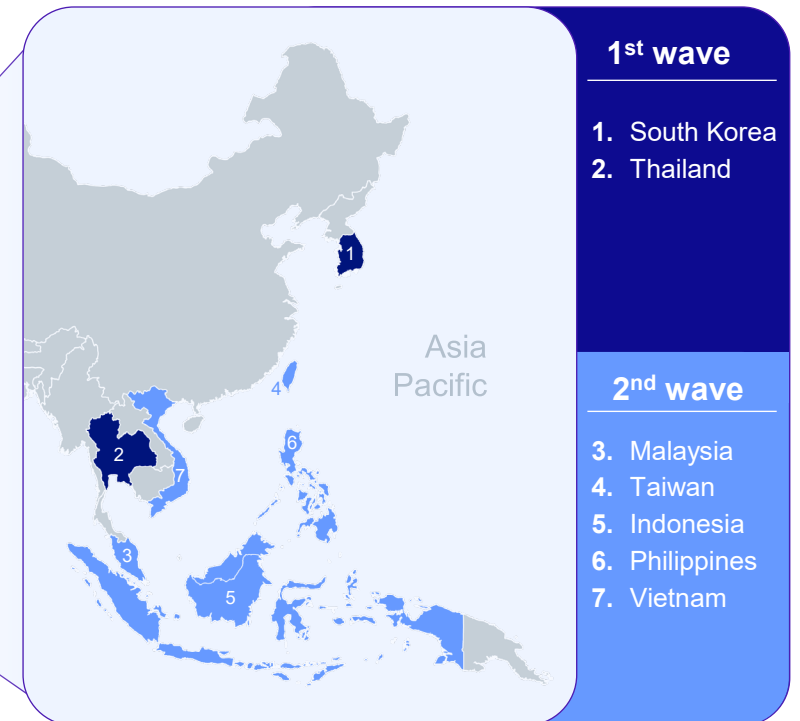 1st wave
1. South Korea
2. Thailand
1
Asia
Pacific
4
6
2
7
3
5
2nd wave
3. Malaysia
4. Taiwan
5. Indonesia
6. Philippines
7. Vietnam